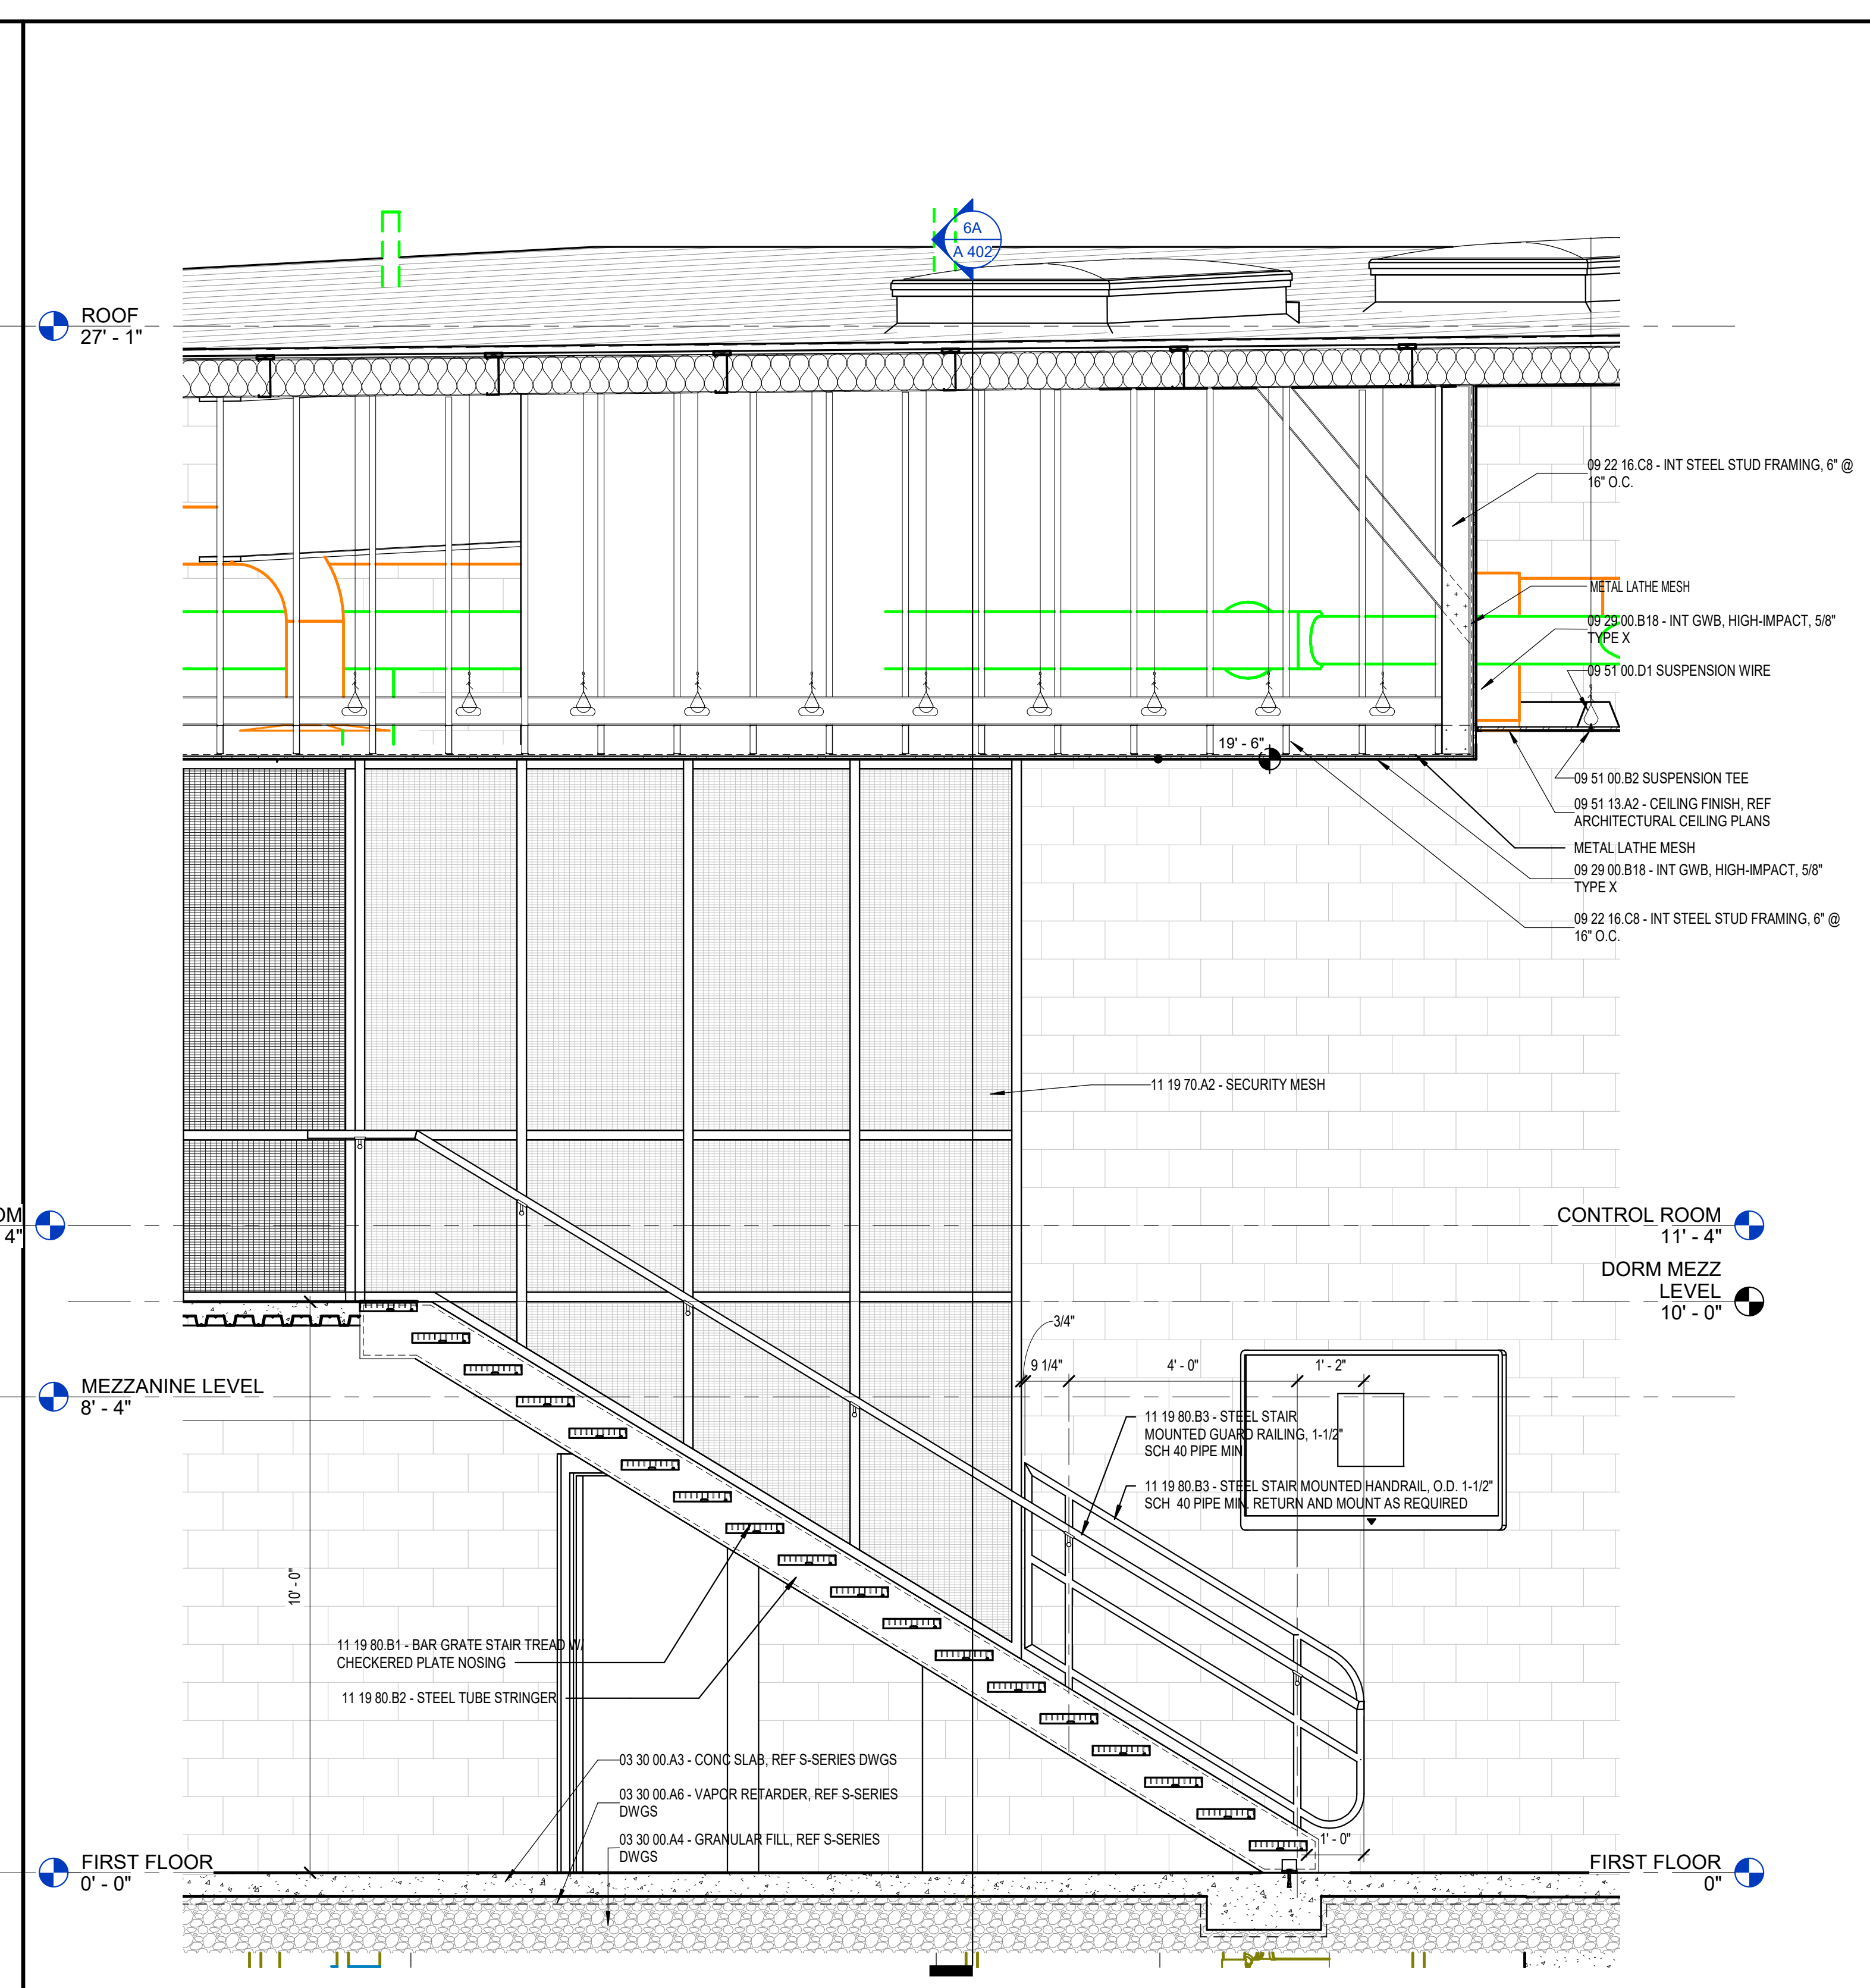 6A
A 402
ROOF
27' - 1"
09 22 16.C8 - INT STEEL STUD FRAMING, 6" @
16" O.C.
METAL LATHE MESH
09 29 00.B18 - INT GWB, HIGH-IMPACT, 5/8"
TYPE X
09 51 00.D1 SUSPENSION WIRE
19' - 6"
09 51 00.B2 SUSPENSION TEE
09 51 13.A2 - CEILING FINISH, REF
ARCHITECTURAL CEILING PLANS
METAL LATHE MESH
09 29 00.B18 - INT GWB, HIGH-IMPACT, 5/8"
TYPE X
09 22 16.C8 - INT STEEL STUD FRAMING, 6" @
16" O.C.
11 19 70.A2 - SECURITY MESH
OM
4"
CONTROL ROOM
11' - 4"
DORM MEZZ
LEVEL
10' - 0"
3/4"
9 1/4"
4' - 0"
1' - 2"
MEZZANINE LEVEL
8' - 4"
11 19 80.B3 - STEEL STAIR
MOUNTED GUARD RAILING, 1-1/2"
SCH 40 PIPE MIN.
11 19 80.B3 - STEEL STAIR MOUNTED HANDRAIL, O.D. 1-1/2"
SCH 40 PIPE MIN. RETURN AND MOUNT AS REQUIRED
10' - 0"
11 19 80.B1 - BAR GRATE STAIR TREAD W/
CHECKERED PLATE NOSING
11 19 80.B2 - STEEL TUBE STRINGER
03 30 00.A3 - CONC SLAB, REF S-SERIES DWGS
03 30 00.A6 - VAPOR RETARDER, REF S-SERIES
DWGS
03 30 00.A4 - GRANULAR FILL, REF S-SERIES
DWGS
1' - 0"
FIRST FLOOR
0' - 0"
FIRST FLOOR
0"